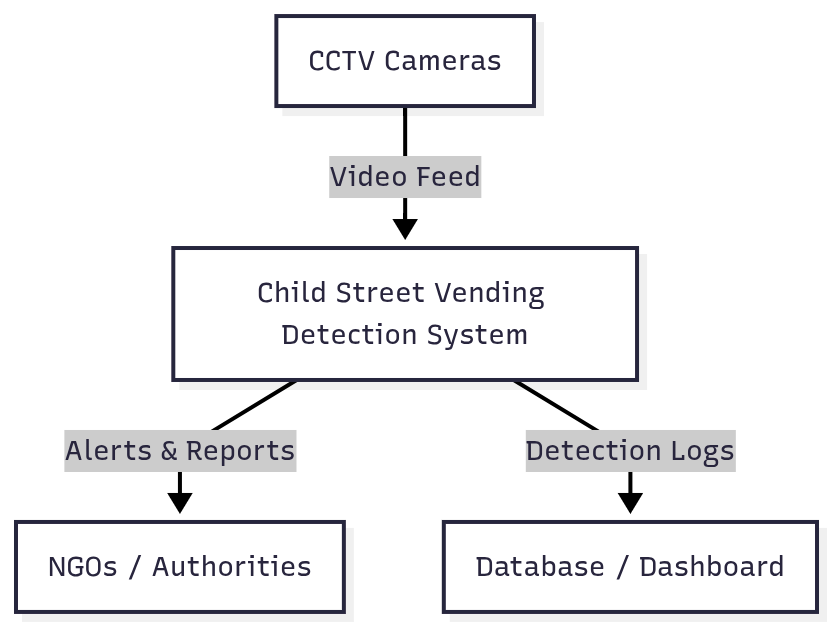 CCTV Cameras
Video Feed
Child Street Vending
Detection System
Alerts & Reports
Detection Logs
NGOs / Authorities
Database / Dashboard